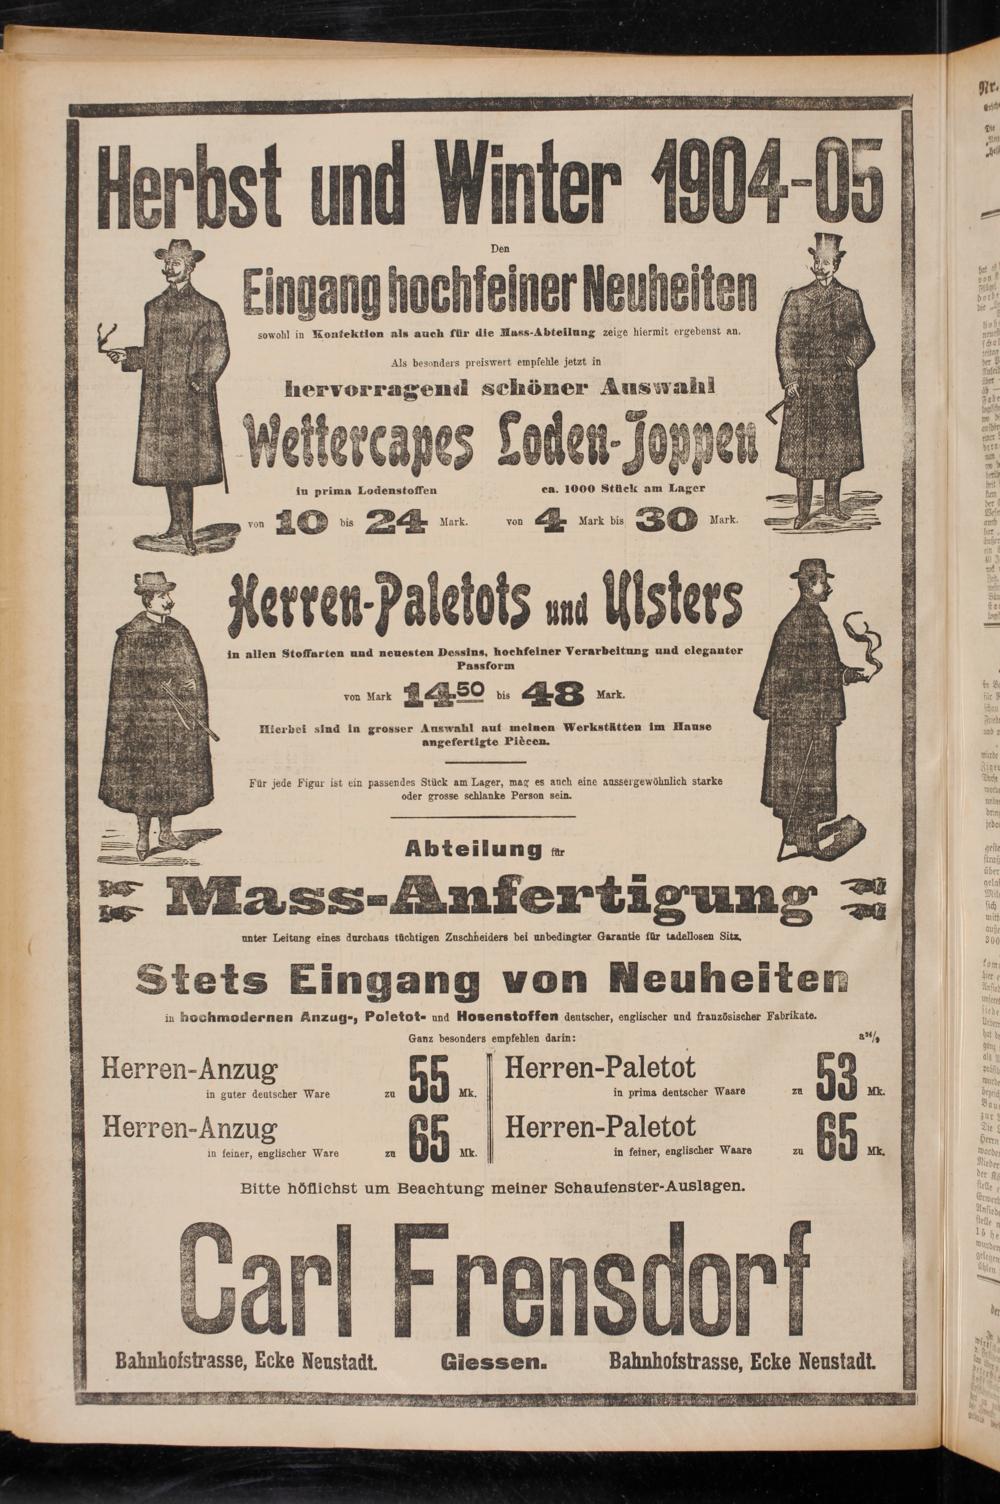 Herbst und Winter 1904-05
Den
Eingang hochfeiner Neuheiten
sowohl in Konfektion als auch für die Mass-Abteilung zeige hiermit ergebenst an.
Als besonders preiswert empfehle jetzt in
hervorragend schöner Auswahl
Wettercapes
in prima Lodenstoffen
von 10 bis 24 Mark.
Loden-Joppen
ca. 1000 Stück am Lager
von 4 Mark bis 30 Mark.
Herren-Paletots und Ulsters
in allen Stoffarten und neuesten Dessins, hochfeiner Verarbeitung und eleganter
Passform
von Mark 14.50 bis 48 Mark.
Hierbei sind in grosser Auswahl auf meinen Werkstätten im Hause
angefertigte Piècen.
Für jede Figur ist ein passendes Stück am Lager, mag es auch eine aussergewöhnlich starke
oder grosse schlanke Person sein.
Abteilung für
Mass-Anfertigung
unter Leitung eines durchaus tüchtigen Zuschneiders bei unbedingter Garantie für tadellosen Sitz.
Stets Eingang von Neuheiten
in hochmodernen Anzug-, Poletot- und Hosenstoffen deutscher, englischer und französischer Fabrikate.
Ganz besonders empfehlen darin:
Herren-Anzug
in guter deutscher Ware zu 55 Mk.
Herren-Anzug
in feiner, englischer Ware zu 65 Mk.
Herren-Paletot
in prima deutscher Waare zu 53 Mk.
Herren-Paletot
in feiner, englischer Waare zu 65 Mk.
Bitte höflichst um Beachtung meiner Schaufenster-Auslagen.
Carl Frensdorf
Bahnhofstrasse, Ecke Neustadt. Giessen. Bahnhofstrasse, Ecke Neustadt.
Nr.